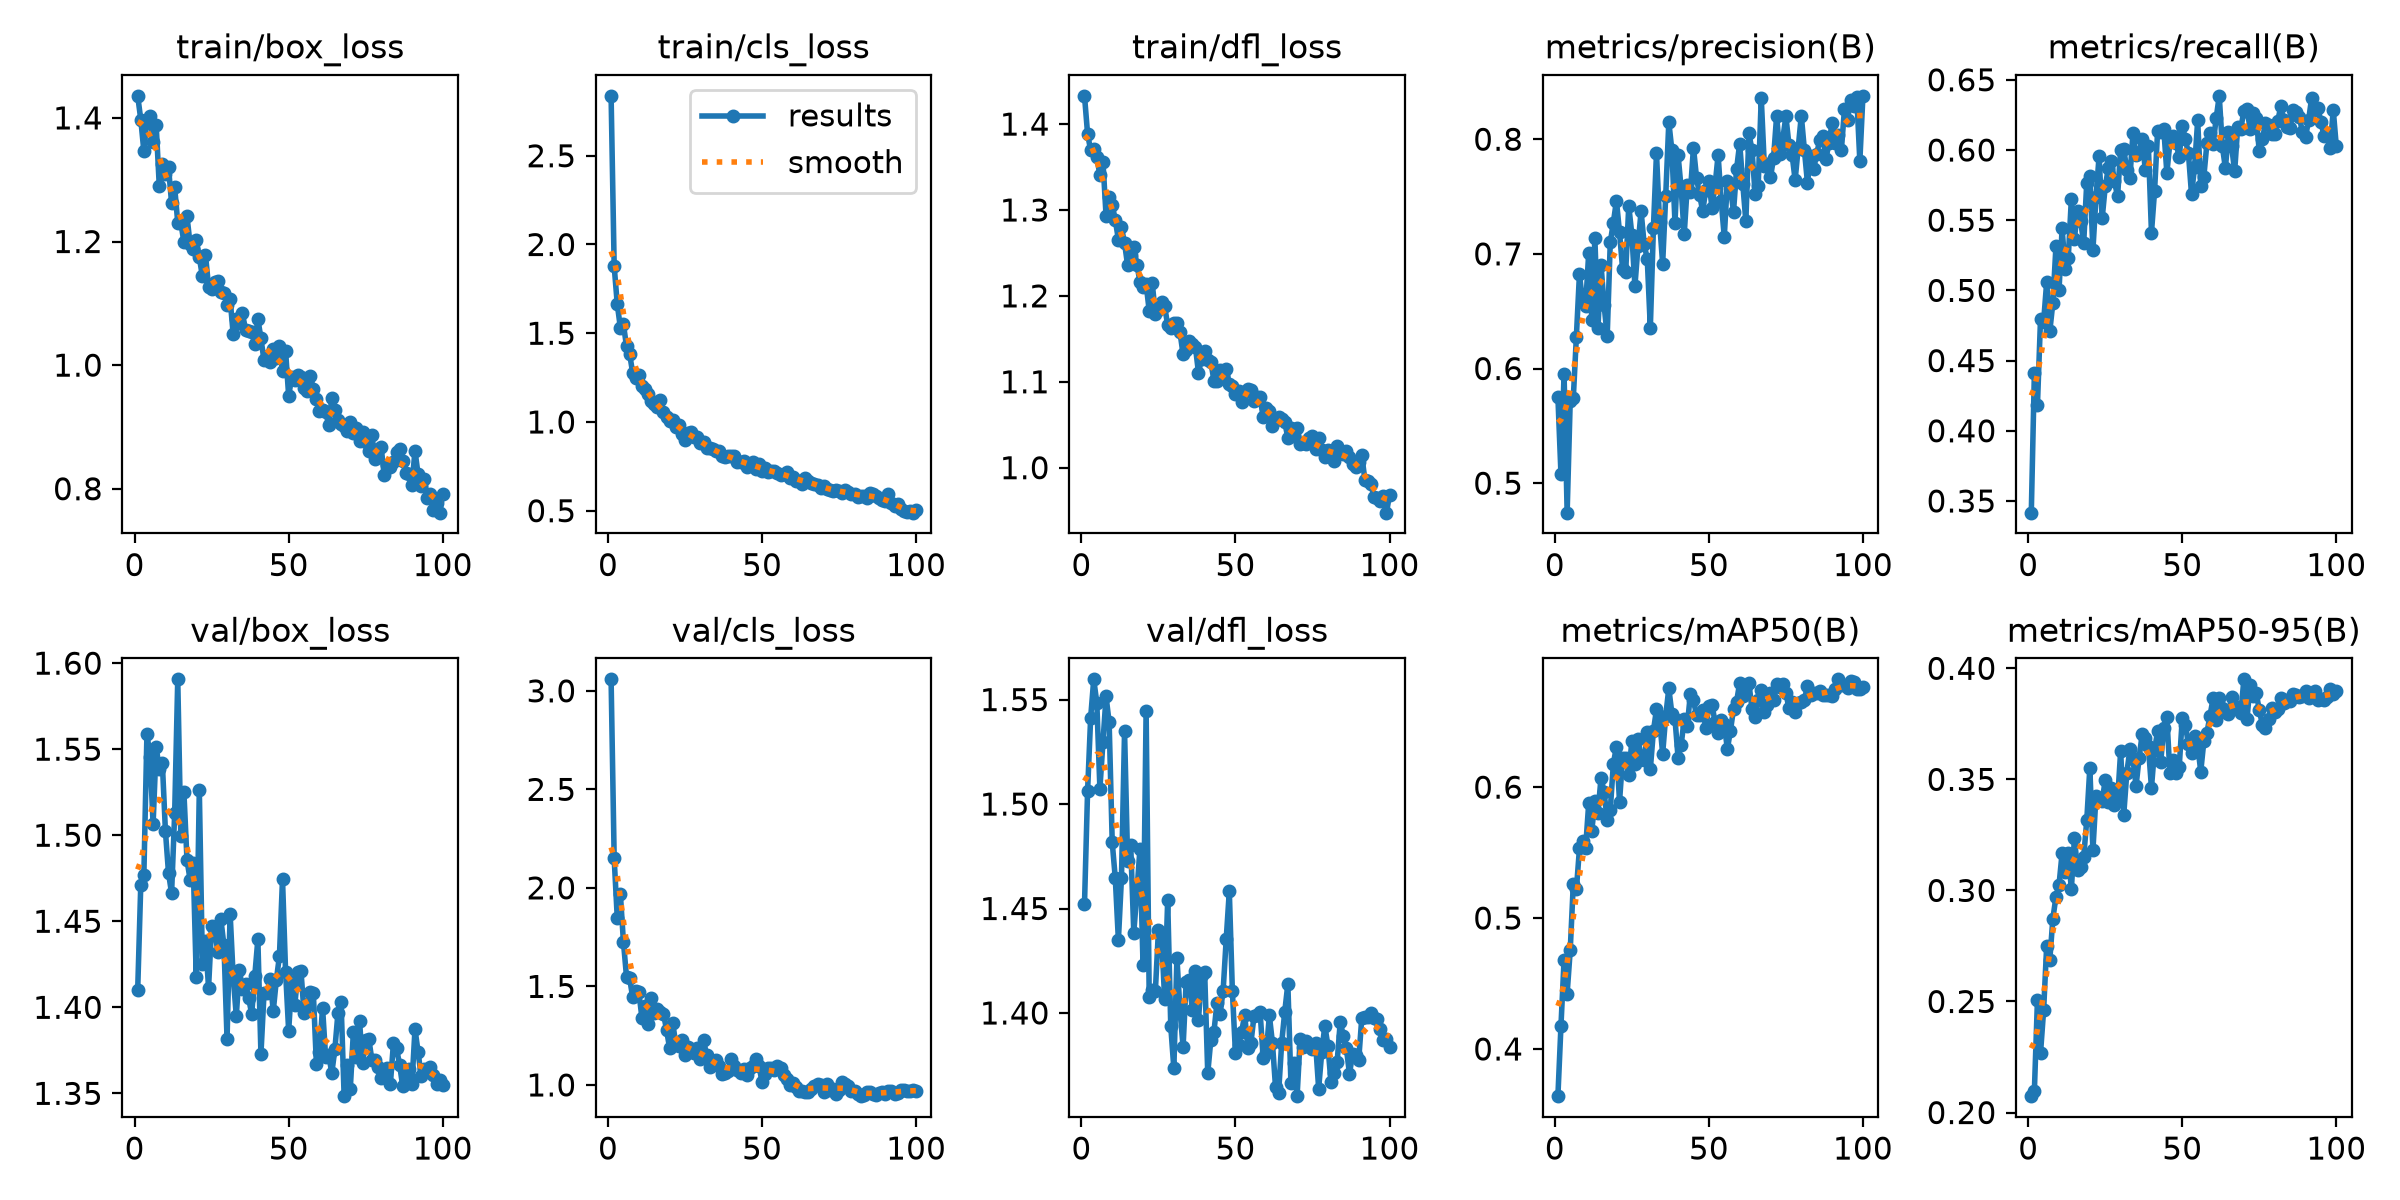 train/box_loss
train/cls_loss
train/dfl_loss
metrics/precision(B)
metrics/recall(B)
1.4
1.2
1.0
0.8
0 50 100
results
smooth
2.5
2.0
1.5
1.0
0.5
0 50 100
1.4
1.3
1.2
1.1
1.0
0 50 100
0.8
0.7
0.6
0.5
0 50 100
0.65
0.60
0.55
0.50
0.45
0.40
0.35
0 50 100
val/box_loss
val/cls_loss
val/dfl_loss
metrics/mAP50(B)
metrics/mAP50-95(B)
1.60
1.55
1.50
1.45
1.40
1.35
0 50 100
3.0
2.5
2.0
1.5
1.0
0 50 100
1.55
1.50
1.45
1.40
0 50 100
0.6
0.5
0.4
0 50 100
0.40
0.35
0.30
0.25
0.20
0 50 100